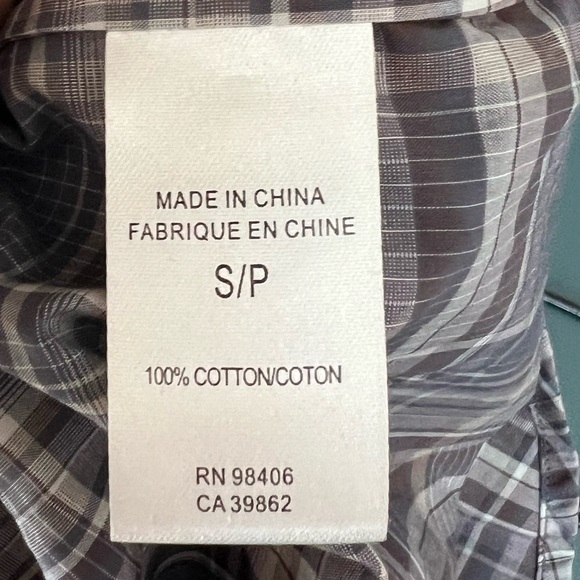 MADE IN CHINA
FABRIQUE EN CHINE
S/P
100% COTTON/COTON
RN 98406
CA 39862